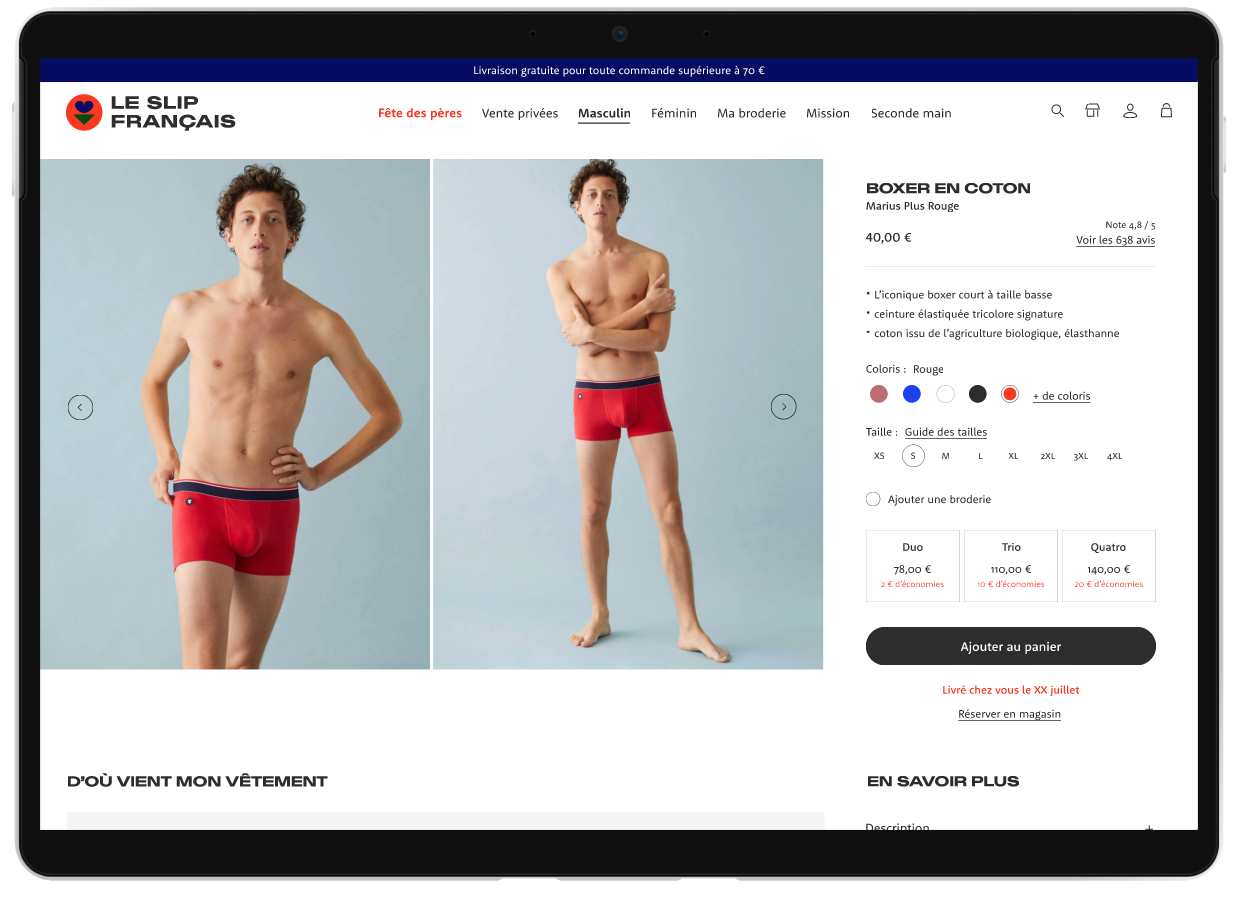 Livraison gratuite pour toute commande supérieure à 70 €
LE SLIP
FRANÇAIS
Fête des pères Vente privées Masculin Féminin Ma broderie Mission Seconde main
BOXER EN COTON
Marius Plus Rouge
Note 4,8 / 5
40,00 €
Voir les 638 avis
• L'iconique boxer court à taille basse
• ceinture élastiquée tricolore signature
• coton issu de l'agriculture biologique, élasthanne
Coloris : Rouge
+ de coloris
Taille : Guide des tailles
XS S M L XL 2XL 3XL 4XL
Ajouter une broderie
Duo Trio Quatro
78,00 € 110,00 € 140,00 €
2 € d'économies 10 € d'économies 20 € d'économies
Ajouter au panier
Livré chez vous le XX juillet
Réserver en magasin
D'OÙ VIENT MON VÊTEMENT
EN SAVOIR PLUS
Description +